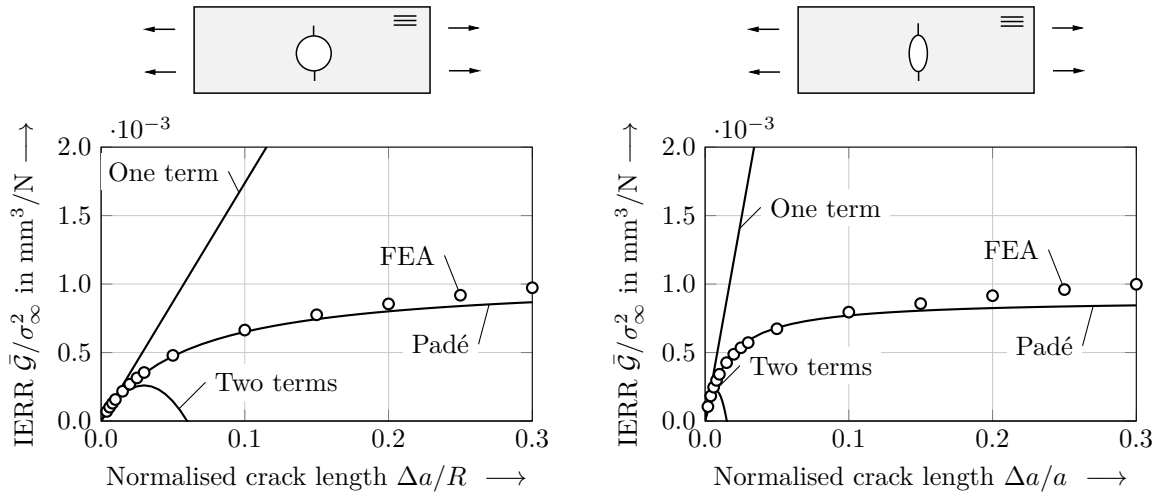 ·10⁻³
2.0
1.5
1.0
0.5
0.0
0.0 0.1 0.2 0.3
IERR 𝒢̄/σ²∞ in mm³/N ⟶
One term
FEA
Padé
Two terms
Normalised crack length Δa/R ⟶
·10⁻³
2.0
1.5
1.0
0.5
0.0
0.0 0.1 0.2 0.3
IERR 𝒢̄/σ²∞ in mm³/N ⟶
One term
FEA
Padé
Two terms
Normalised crack length Δa/a ⟶